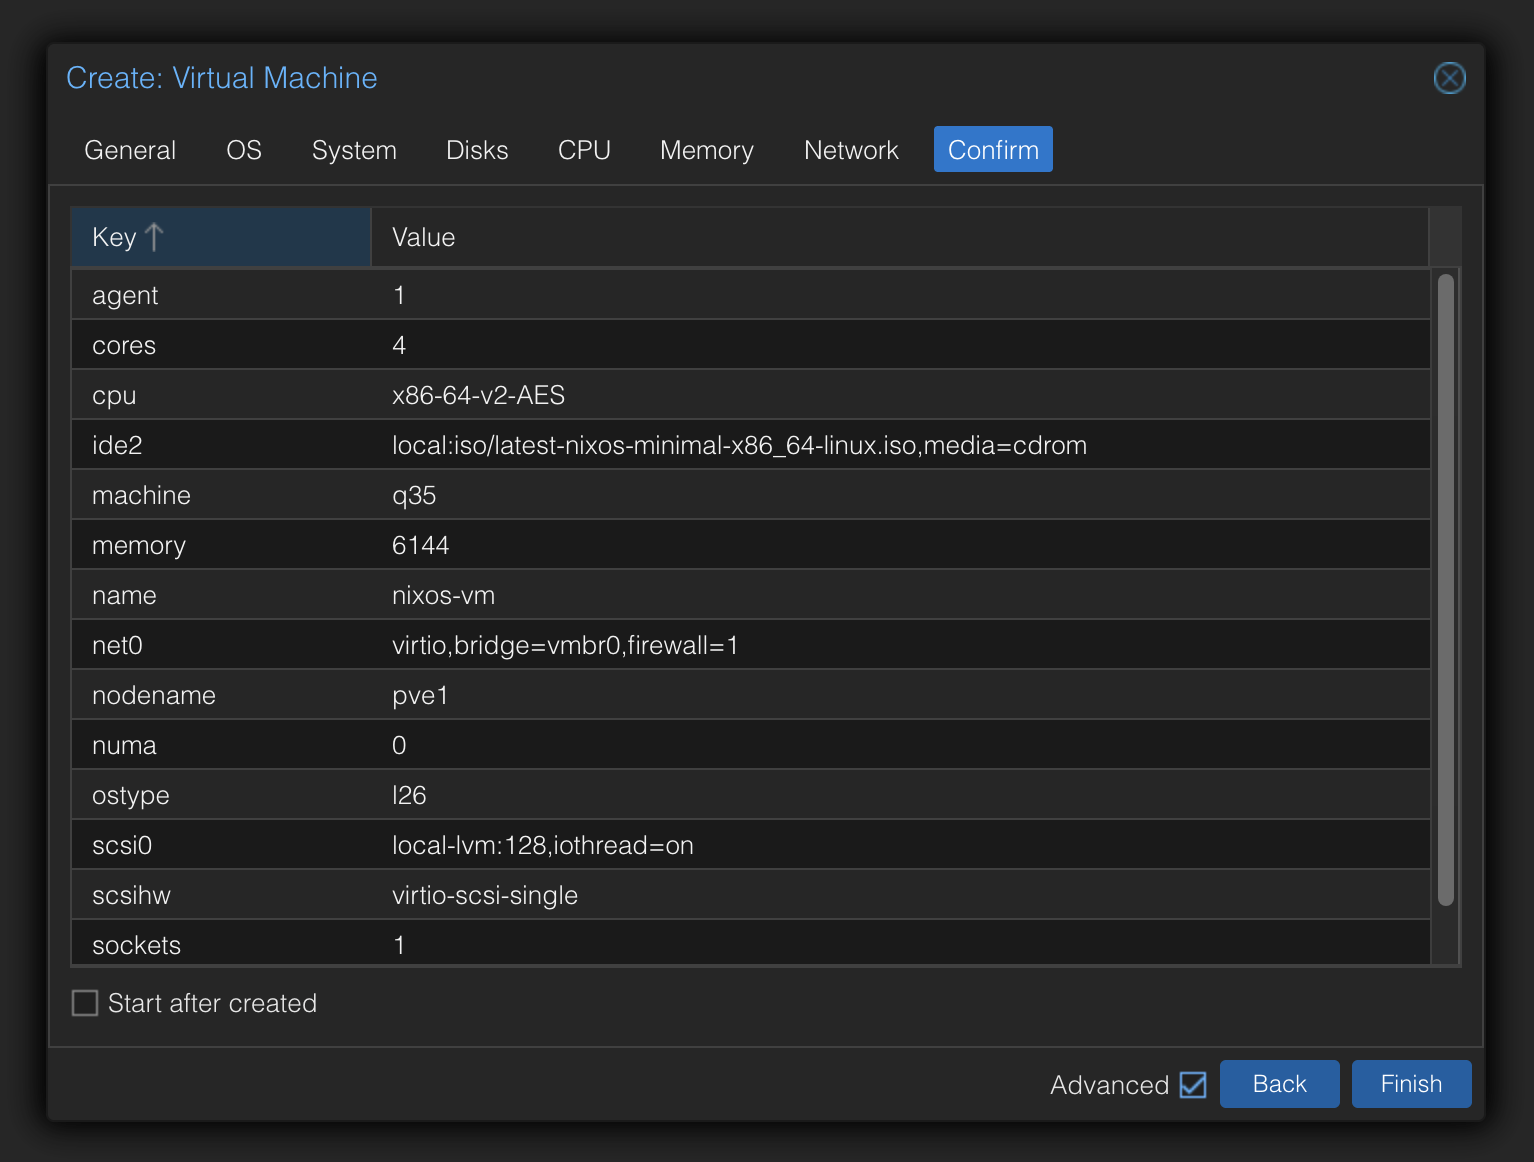 Create: Virtual Machine
General OS System Disks CPU Memory Network Confirm
Key Value
agent 1
cores 4
cpu x86-64-v2-AES
ide2 local:iso/latest-nixos-minimal-x86_64-linux.iso,media=cdrom
machine q35
memory 6144
name nixos-vm
net0 virtio,bridge=vmbr0,firewall=1
nodename pve1
numa 0
ostype l26
scsi0 local-lvm:128,iothread=on
scsihw virtio-scsi-single
sockets 1
Start after created
Advanced Back Finish